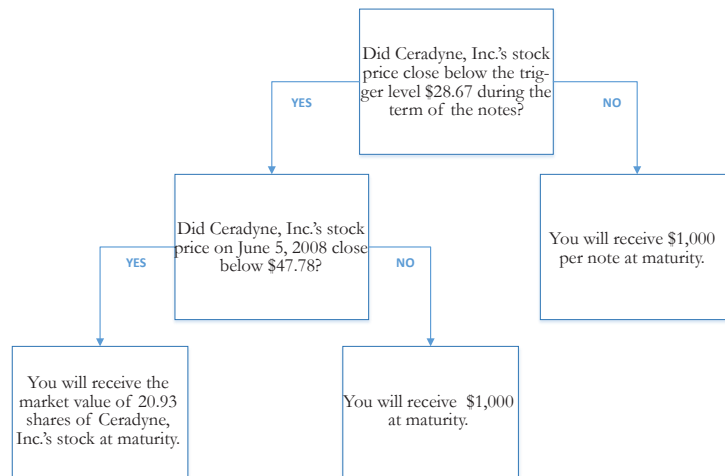 Did Ceradyne, Inc.'s stock
price close below the trig-
ger level $28.67 during the
term of the notes?
YES
NO
Did Ceradyne, Inc.'s stock
price on June 5, 2008 close
below $47.78?
You will receive $1,000
per note at maturity.
YES
NO
You will receive the
market value of 20.93
shares of Ceradyne,
Inc.'s stock at maturity.
You will receive $1,000
at maturity.